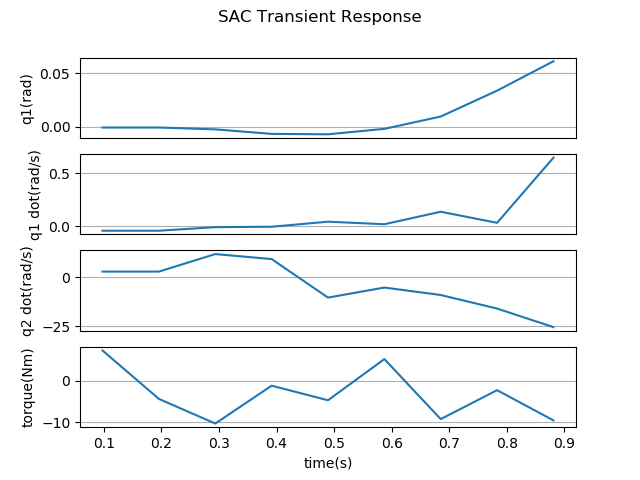 SAC Transient Response
q1(rad)
0.05
0.00
q1 dot(rad/s)
0.5
0.0
q2 dot(rad/s)
0
−25
torque(Nm)
0
−10
0.1 0.2 0.3 0.4 0.5 0.6 0.7 0.8 0.9
time(s)